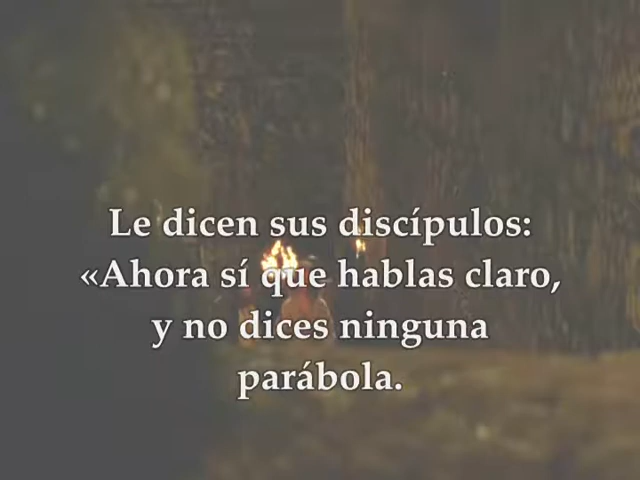 Le dicen sus discípulos:
«Ahora sí que hablas claro,
y no dices ninguna
parábola.